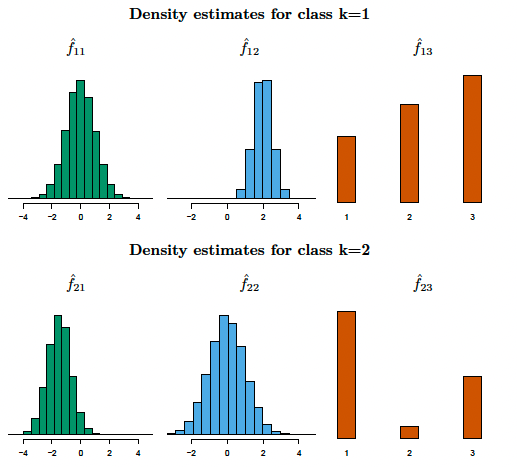 Density estimates for class k=1
f̂₁₁ f̂₁₂ f̂₁₃
−4 −2 0 2 4 −2 0 2 4 1 2 3
Density estimates for class k=2
f̂₂₁ f̂₂₂ f̂₂₃
−4 −2 0 2 4 −2 0 2 4 1 2 3